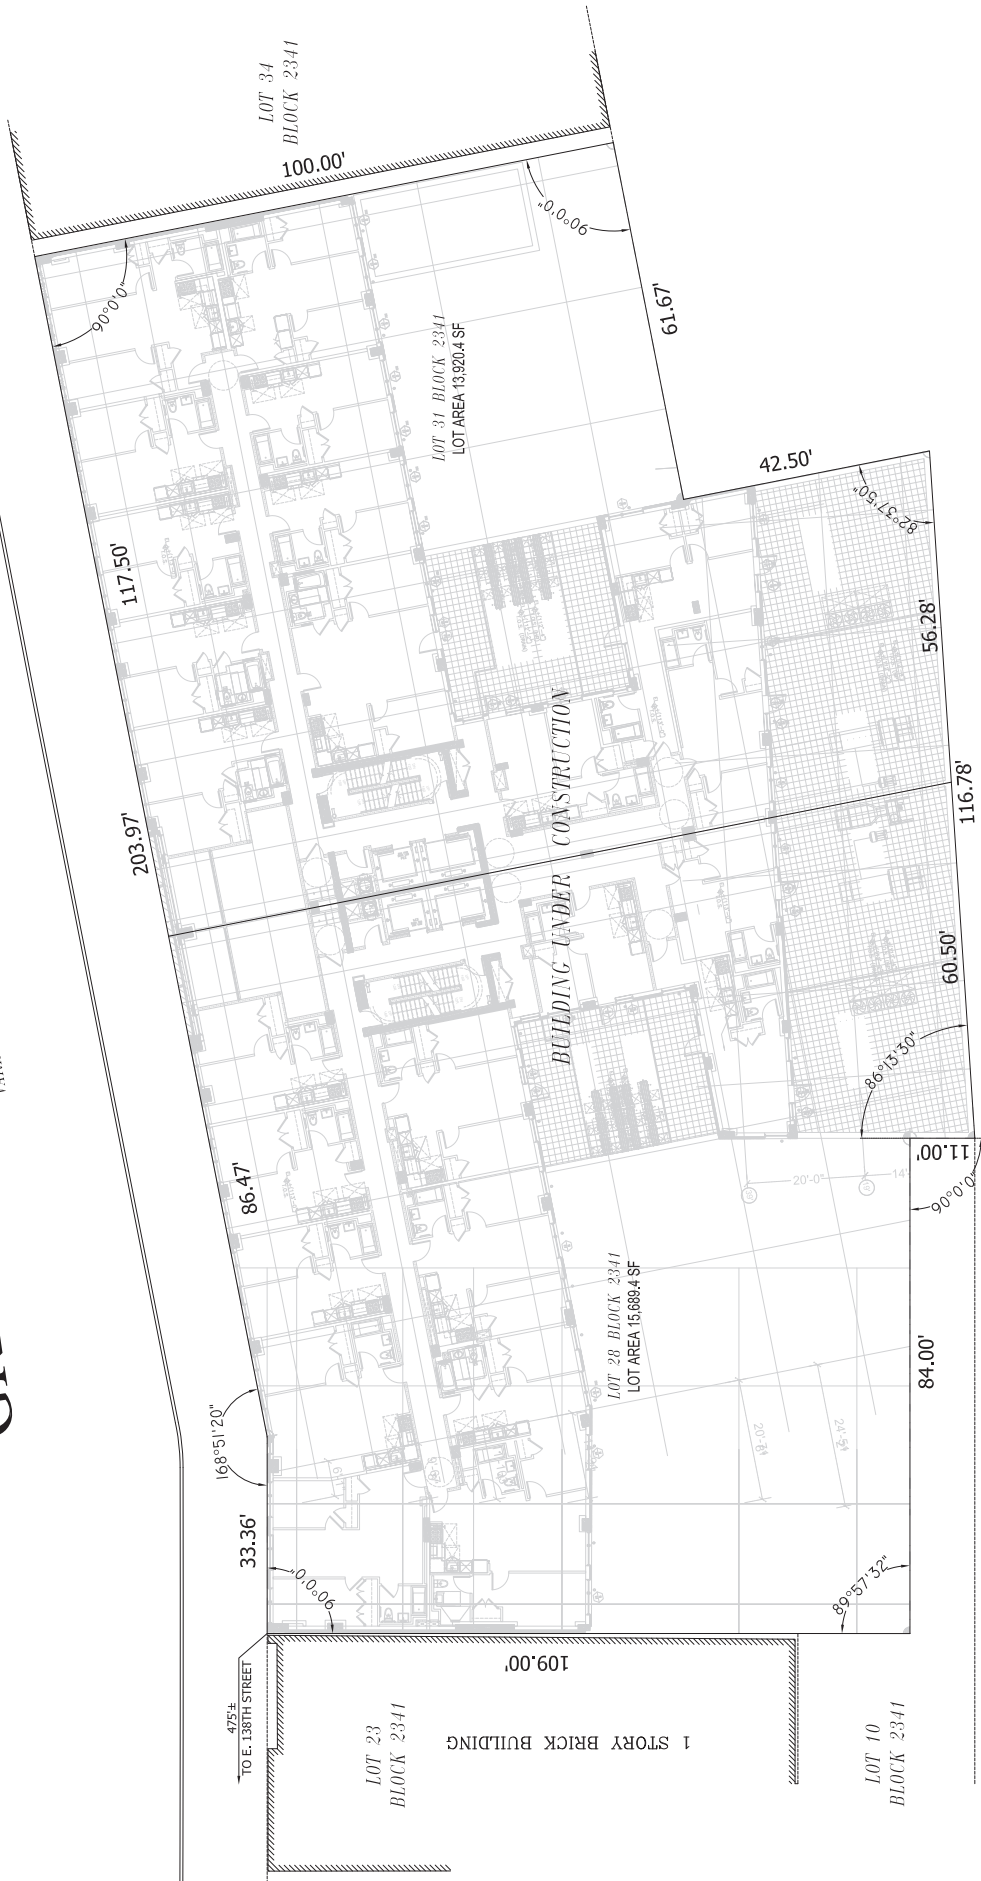 LOT 34
BLOCK 2341
100.00'
90°0'0"
90°0'0"
61.67'
LOT 31 BLOCK 2341
LOT AREA 13,920.4 SF
42.50'
82°37'50"
117.50'
56.28'
203.97'
BUILDING UNDER CONSTRUCTION
116.78'
60.50'
86°13'30"
11.00'
90°0'0"
20'-0"
14'
86.47'
LOT 28 BLOCK 2341
LOT AREA 15,689.4 SF
84.00'
168°51'20"
33.36'
90°0'0"
89°57'32"
475'±
TO E. 138TH STREET
109.00'
LOT 23
BLOCK 2341
1 STORY BRICK BUILDING
LOT 10
BLOCK 2341